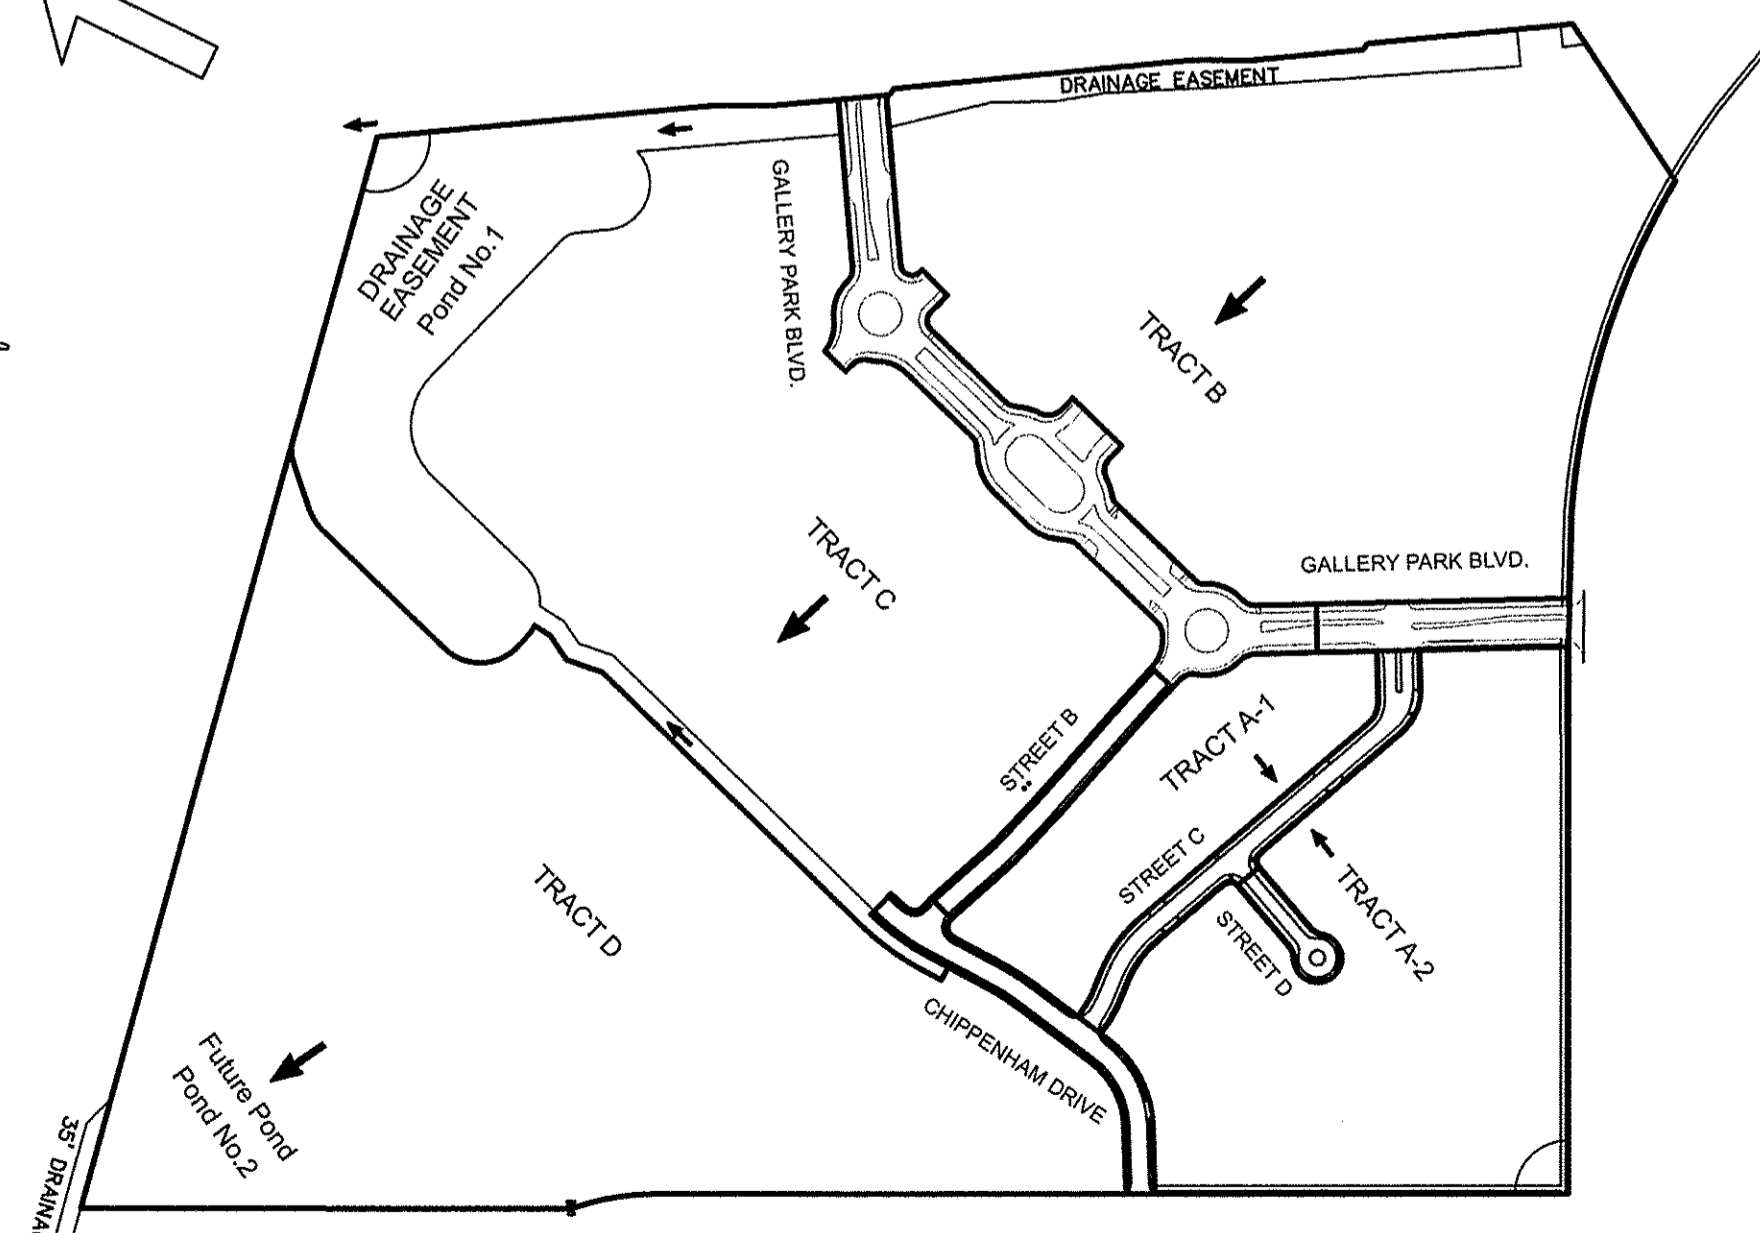 DRAINAGE EASEMENT
DRAINAGE
EASEMENT
Pond No.1
GALLERY PARK BLVD.
TRACT B
TRACT C
GALLERY PARK BLVD.
STREET B
TRACT A-1
STREET C
TRACT A-2
STREET D
TRACT D
CHIPPENHAM DRIVE
Future Pond
Pond No.2
35' DRAINA